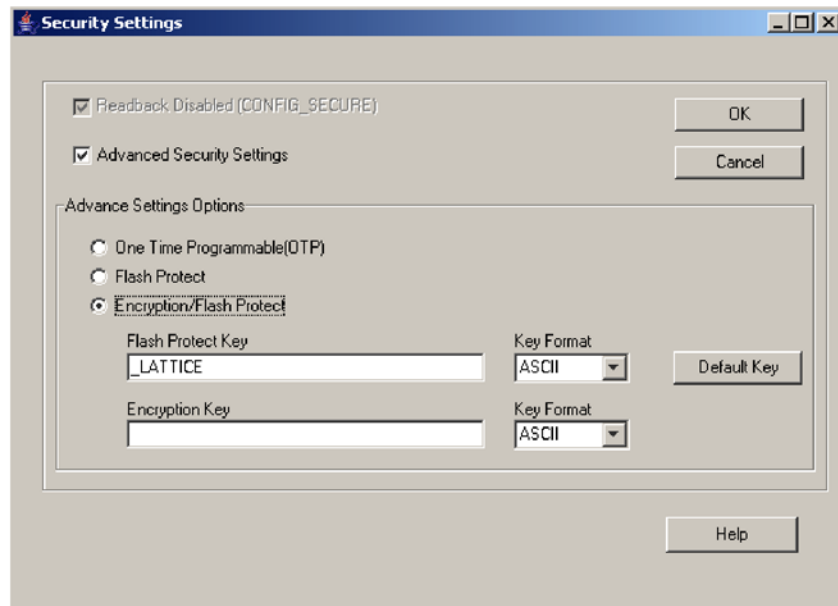 Security Settings
Readback Disabled (CONFIG_SECURE)
OK
Advanced Security Settings
Cancel
Advance Settings Options
One Time Programmable(OTP)
Flash Protect
Encryption/Flash Protect
Flash Protect Key
Key Format
_LATTICE
ASCII
Default Key
Encryption Key
Key Format
ASCII
Help